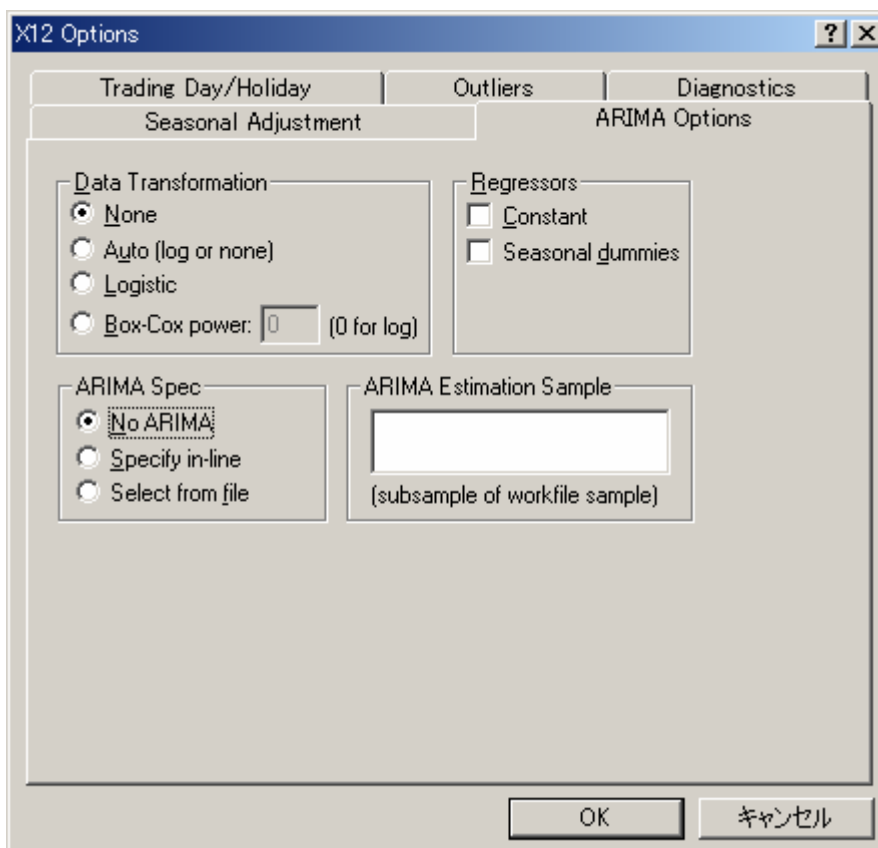 X12 Options
Trading Day/Holiday
Outliers
Diagnostics
Seasonal Adjustment
ARIMA Options
Data Transformation
None
Auto (log or none)
Logistic
Box-Cox power: 0 (0 for log)
Regressors
Constant
Seasonal dummies
ARIMA Spec
No ARIMA
Specify in-line
Select from file
ARIMA Estimation Sample
(subsample of workfile sample)
OK
キャンセル